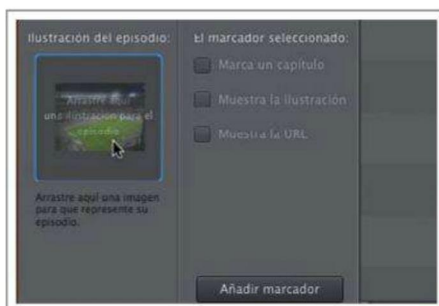 Ilustración del episodio:
Arrastre aquí
una ilustración para el
episodio.
Arrastre aquí una imagen
para que represente su
episodio.
El marcador seleccionado:
Marca un capítulo
Muestra la ilustración
Muestra la URL
Añadir marcador